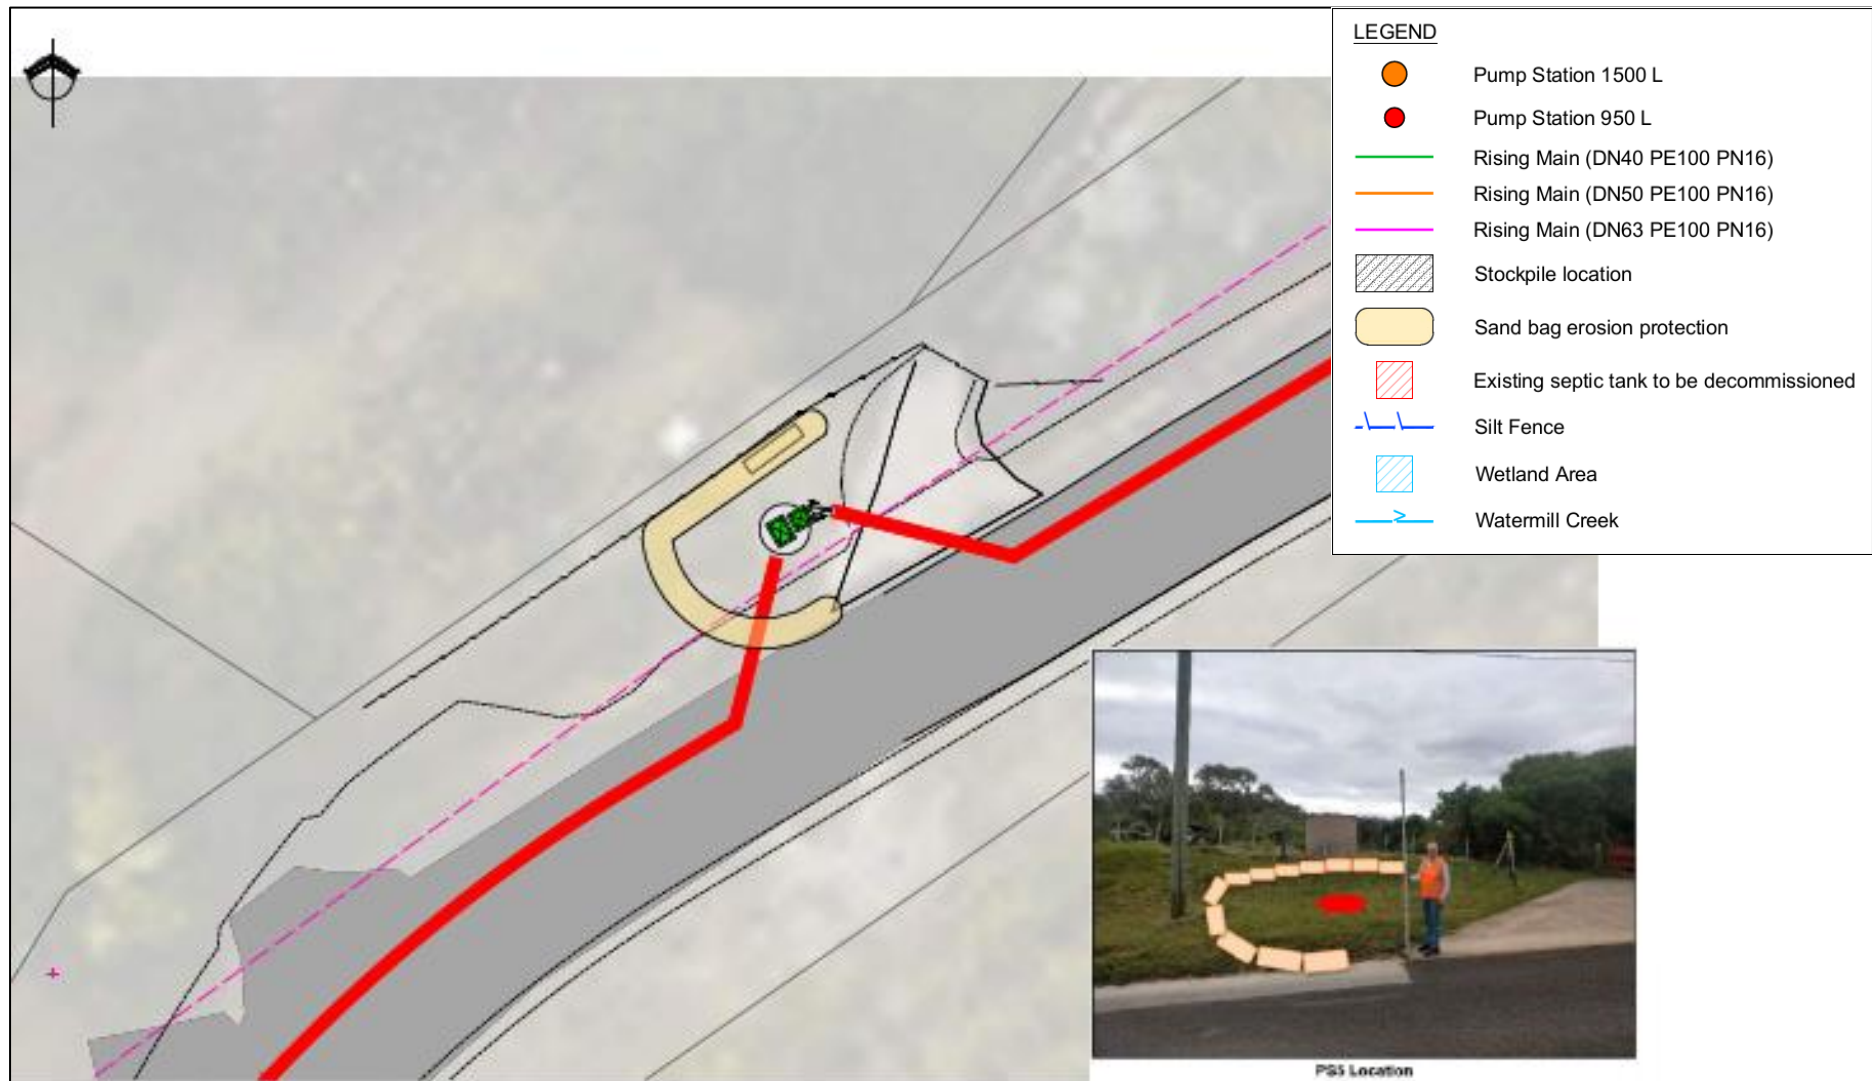 LEGEND
Pump Station 1500 L
Pump Station 950 L
Rising Main (DN40 PE100 PN16)
Rising Main (DN50 PE100 PN16)
Rising Main (DN63 PE100 PN16)
Stockpile location
Sand bag erosion protection
Existing septic tank to be decommissioned
Silt Fence
Wetland Area
Watermill Creek
PS5 Location